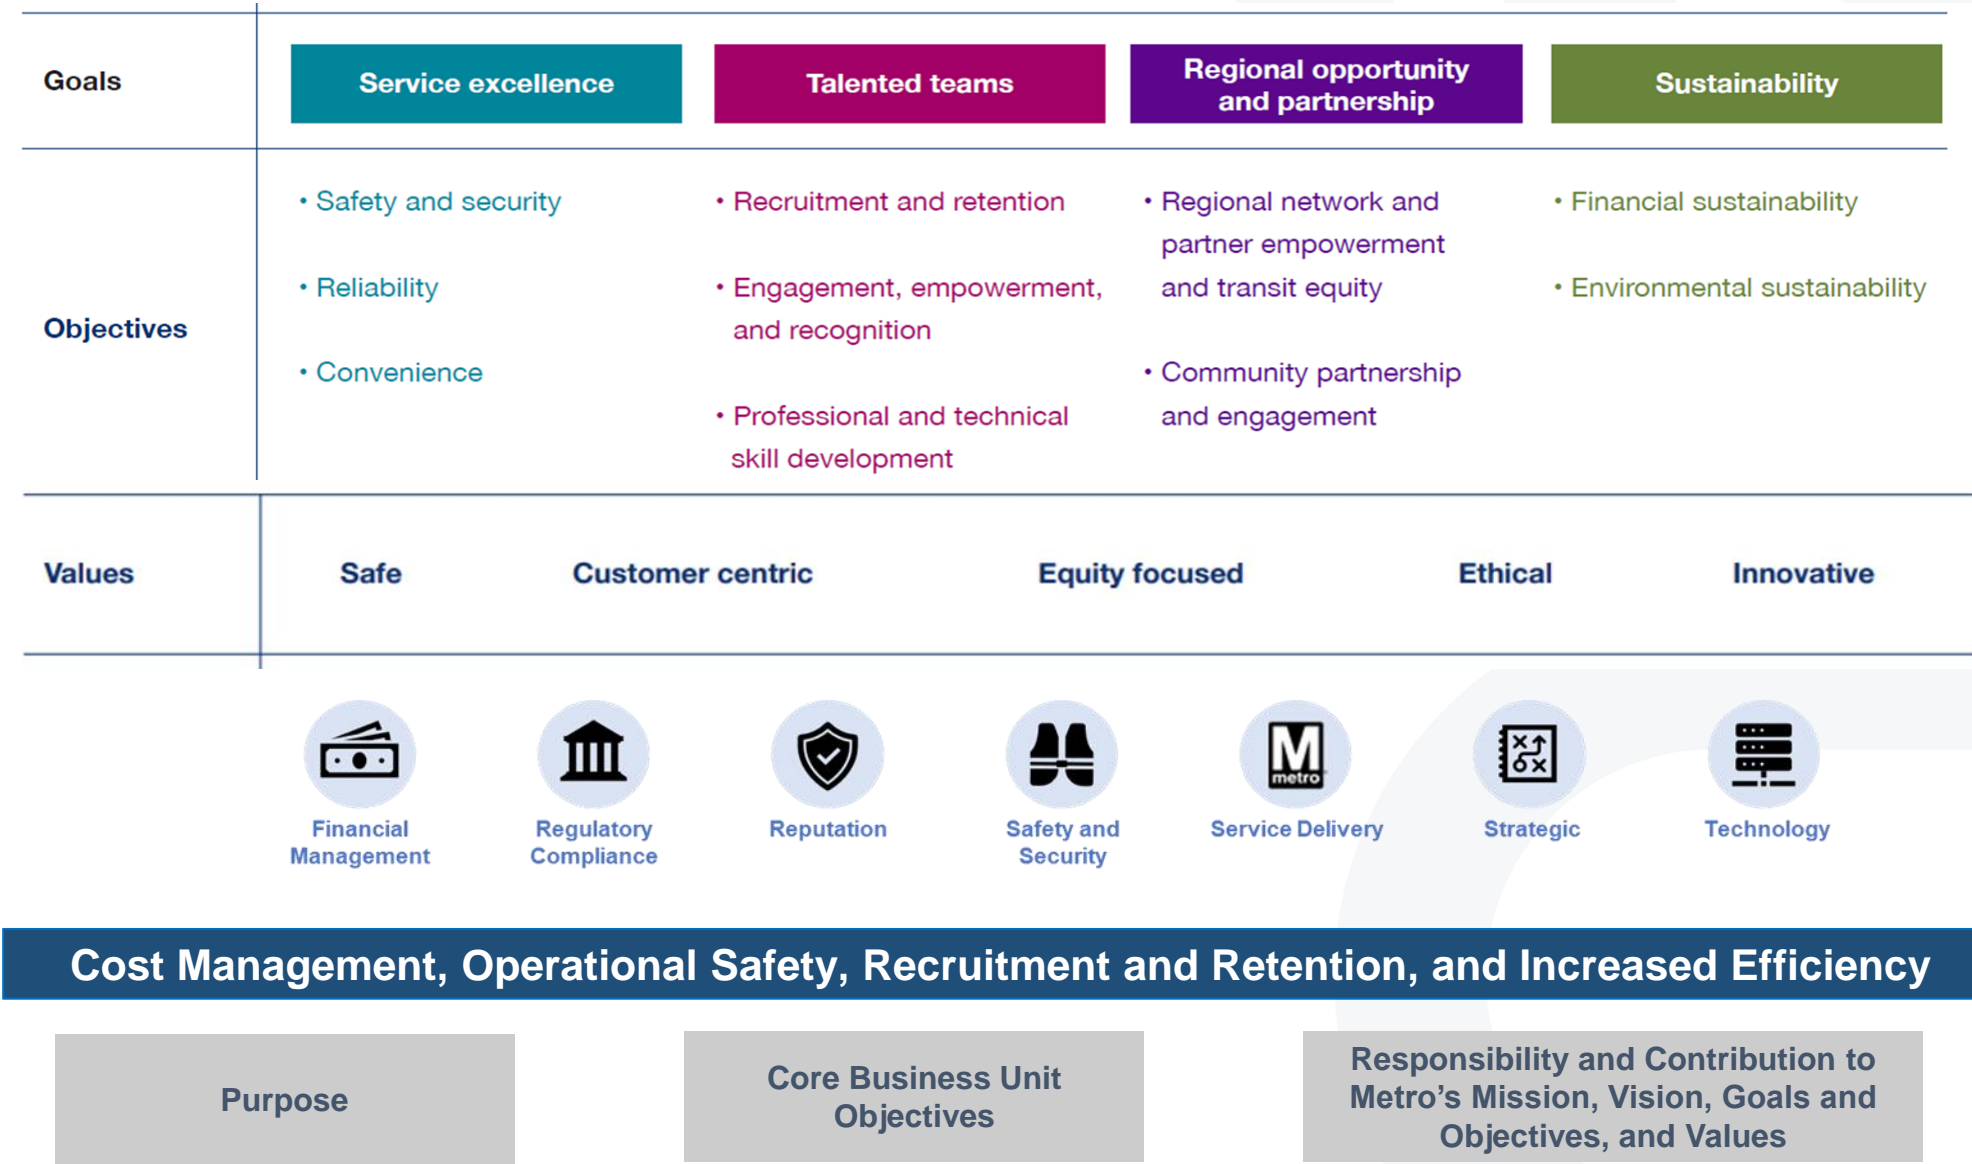 Goals
Service excellence
Talented teams
Regional opportunity
and partnership
Sustainability
Objectives
• Safety and security
• Reliability
• Convenience
• Recruitment and retention
• Engagement, empowerment,
and recognition
• Professional and technical
skill development
• Regional network and
partner empowerment
and transit equity
• Community partnership
and engagement
• Financial sustainability
• Environmental sustainability
Values
Safe
Customer centric
Equity focused
Ethical
Innovative
M
metro
Financial
Management
Regulatory
Compliance
Reputation
Safety and
Security
Service Delivery
Strategic
Technology
Cost Management, Operational Safety, Recruitment and Retention, and Increased Efficiency
Purpose
Core Business Unit
Objectives
Responsibility and Contribution to
Metro’s Mission, Vision, Goals and
Objectives, and Values